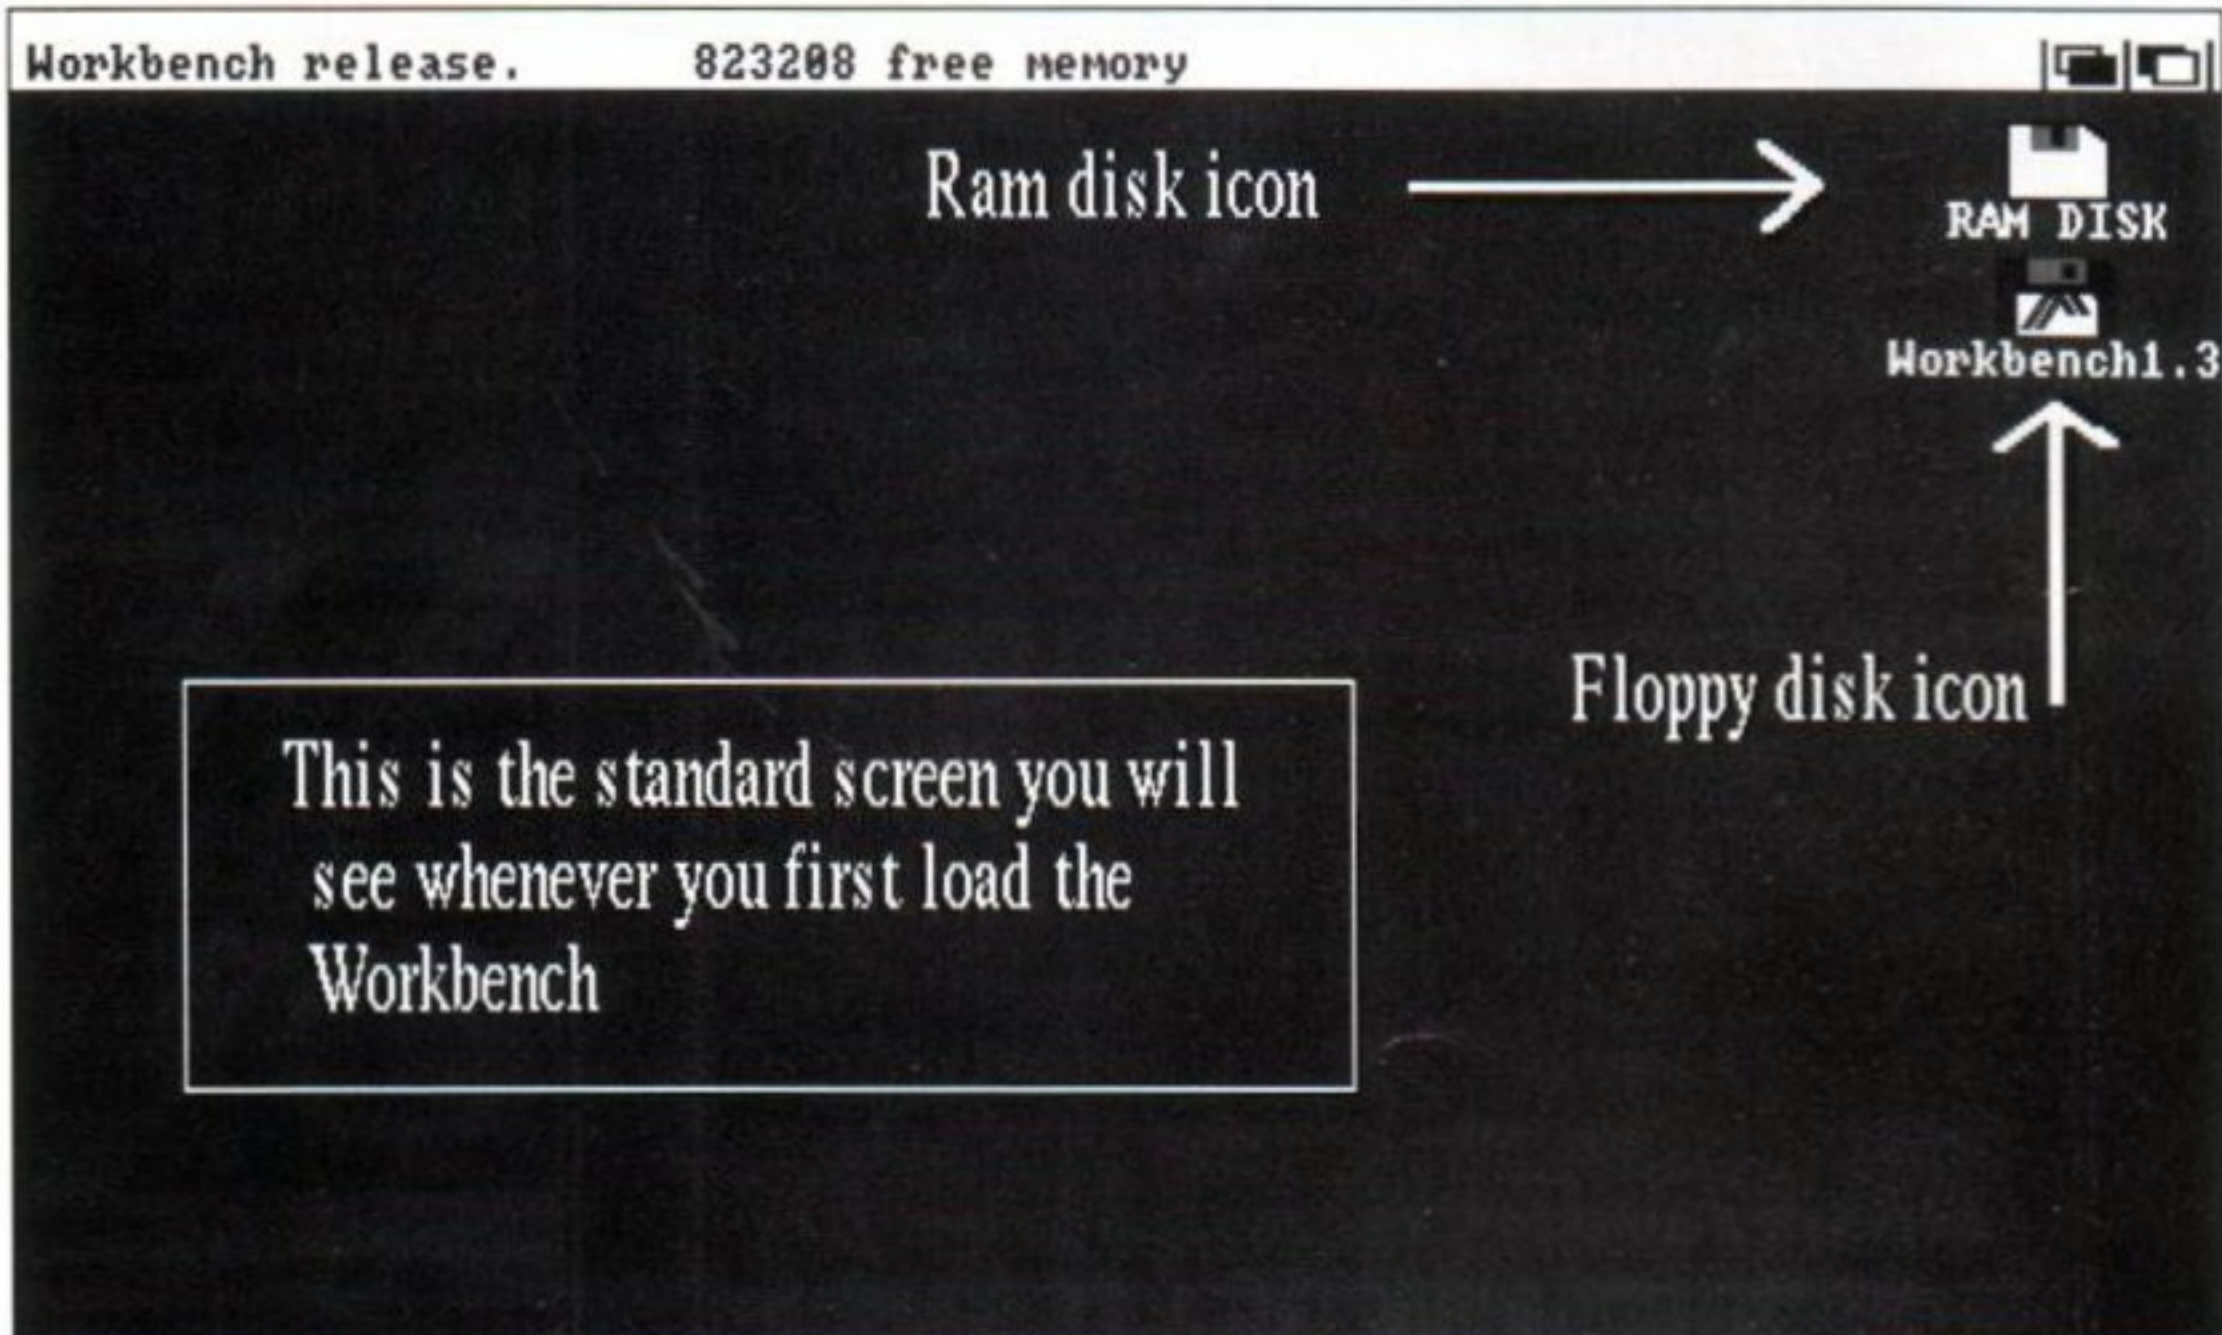 Workbench release.   823208 free memory
Ram disk icon
RAM DISK
Workbench1.3
Floppy disk icon
This is the standard screen you will
see whenever you first load the
Workbench